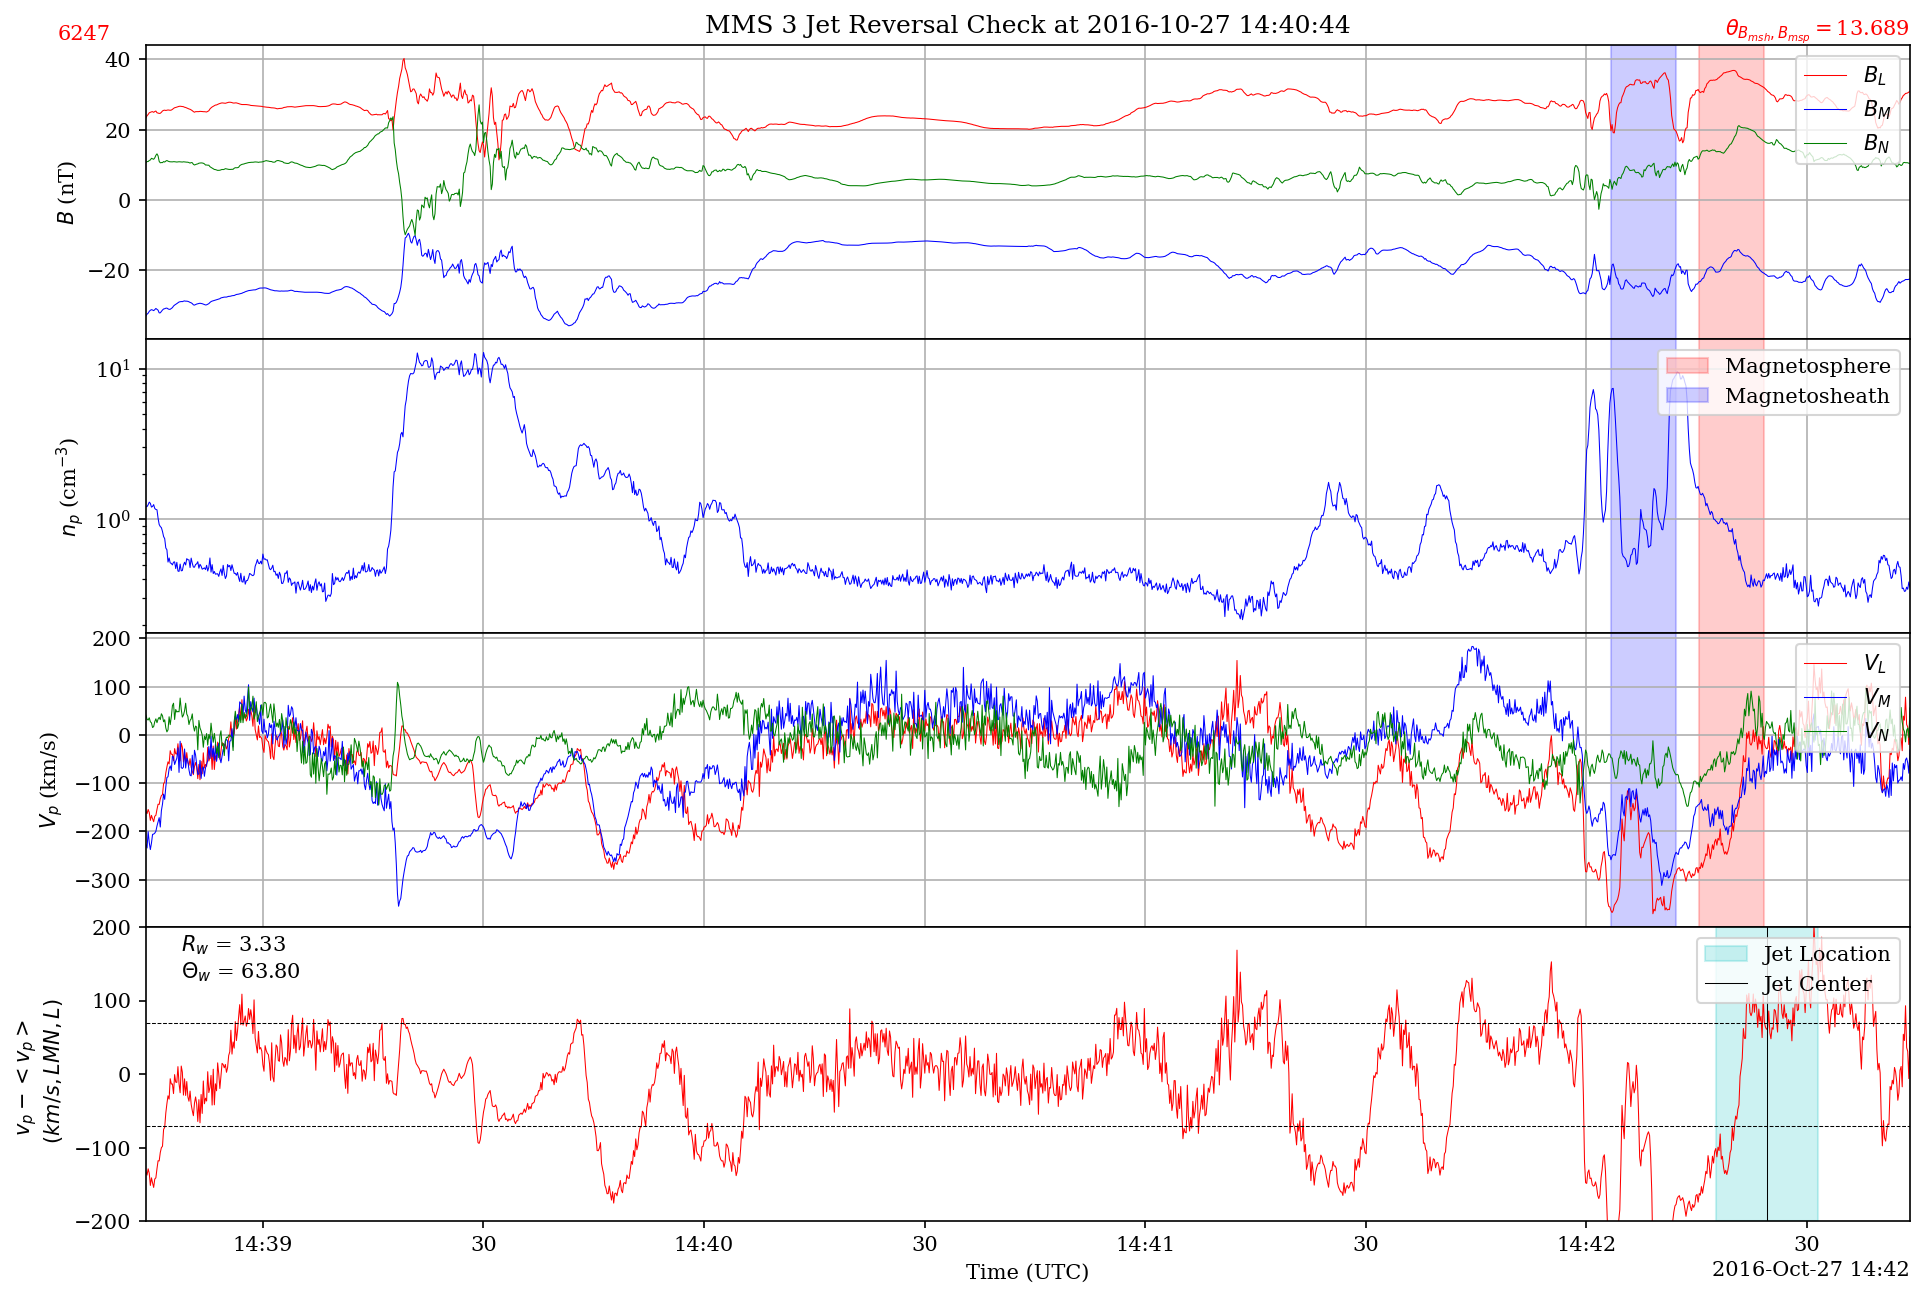 MMS 3 Jet Reversal Check at 2016-10-27 14:40:44
6247
θ_{B_{msh}, B_{msp}} = 13.689
40
20
0
−20
B (nT)
B_L
B_M
B_N
10^1
10^0
n_p (cm^{−3})
Magnetosphere
Magnetosheath
200
100
0
−100
−200
−300
V_p (km/s)
V_L
V_M
V_N
200
100
0
−100
−200
v_p − < v_p >
(km/s, LMN, L)
R_w = 3.33
Θ_w = 63.80
Jet Location
Jet Center
14:39
30
14:40
30
14:41
30
14:42
30
Time (UTC)
2016-Oct-27 14:42